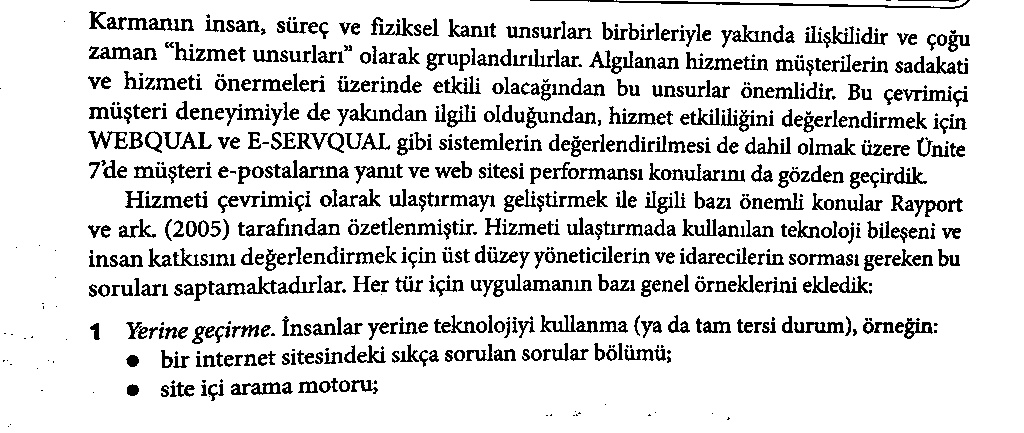 Karmanın insan, süreç ve fiziksel kanıt unsurları birbirleriyle yakında ilişkilidir ve çoğu
zaman “hizmet unsurları” olarak gruplandırılırlar. Algılanan hizmetin müşterilerin sadakati
ve hizmeti önermeleri üzerinde etkili olacağından bu unsurlar önemlidir. Bu çevrimiçi
müşteri deneyimiyle de yakından ilgili olduğundan, hizmet etkililiğini değerlendirmek için
WEBQUAL ve E-SERVQUAL gibi sistemlerin değerlendirilmesi de dahil olmak üzere Ünite
7’de müşteri e-postalarına yanıt ve web sitesi performansı konularını da gözden geçirdik.
Hizmeti çevrimiçi olarak ulaştırmayı geliştirmek ile ilgili bazı önemli konular Rayport
ve ark. (2005) tarafından özetlenmiştir. Hizmeti ulaştırmada kullanılan teknoloji bileşeni ve
insan katkısını değerlendirmek için üst düzey yöneticilerin ve idarecilerin sorması gereken bu
soruları saptamaktadırlar. Her tür için uygulamanın bazı genel örneklerini ekledik:
1 Yerine geçirme. İnsanlar yerine teknolojiyi kullanma (ya da tam tersi durum), örneğin:
● bir internet sitesindeki sıkça sorulan sorular bölümü;
● site içi arama motoru;